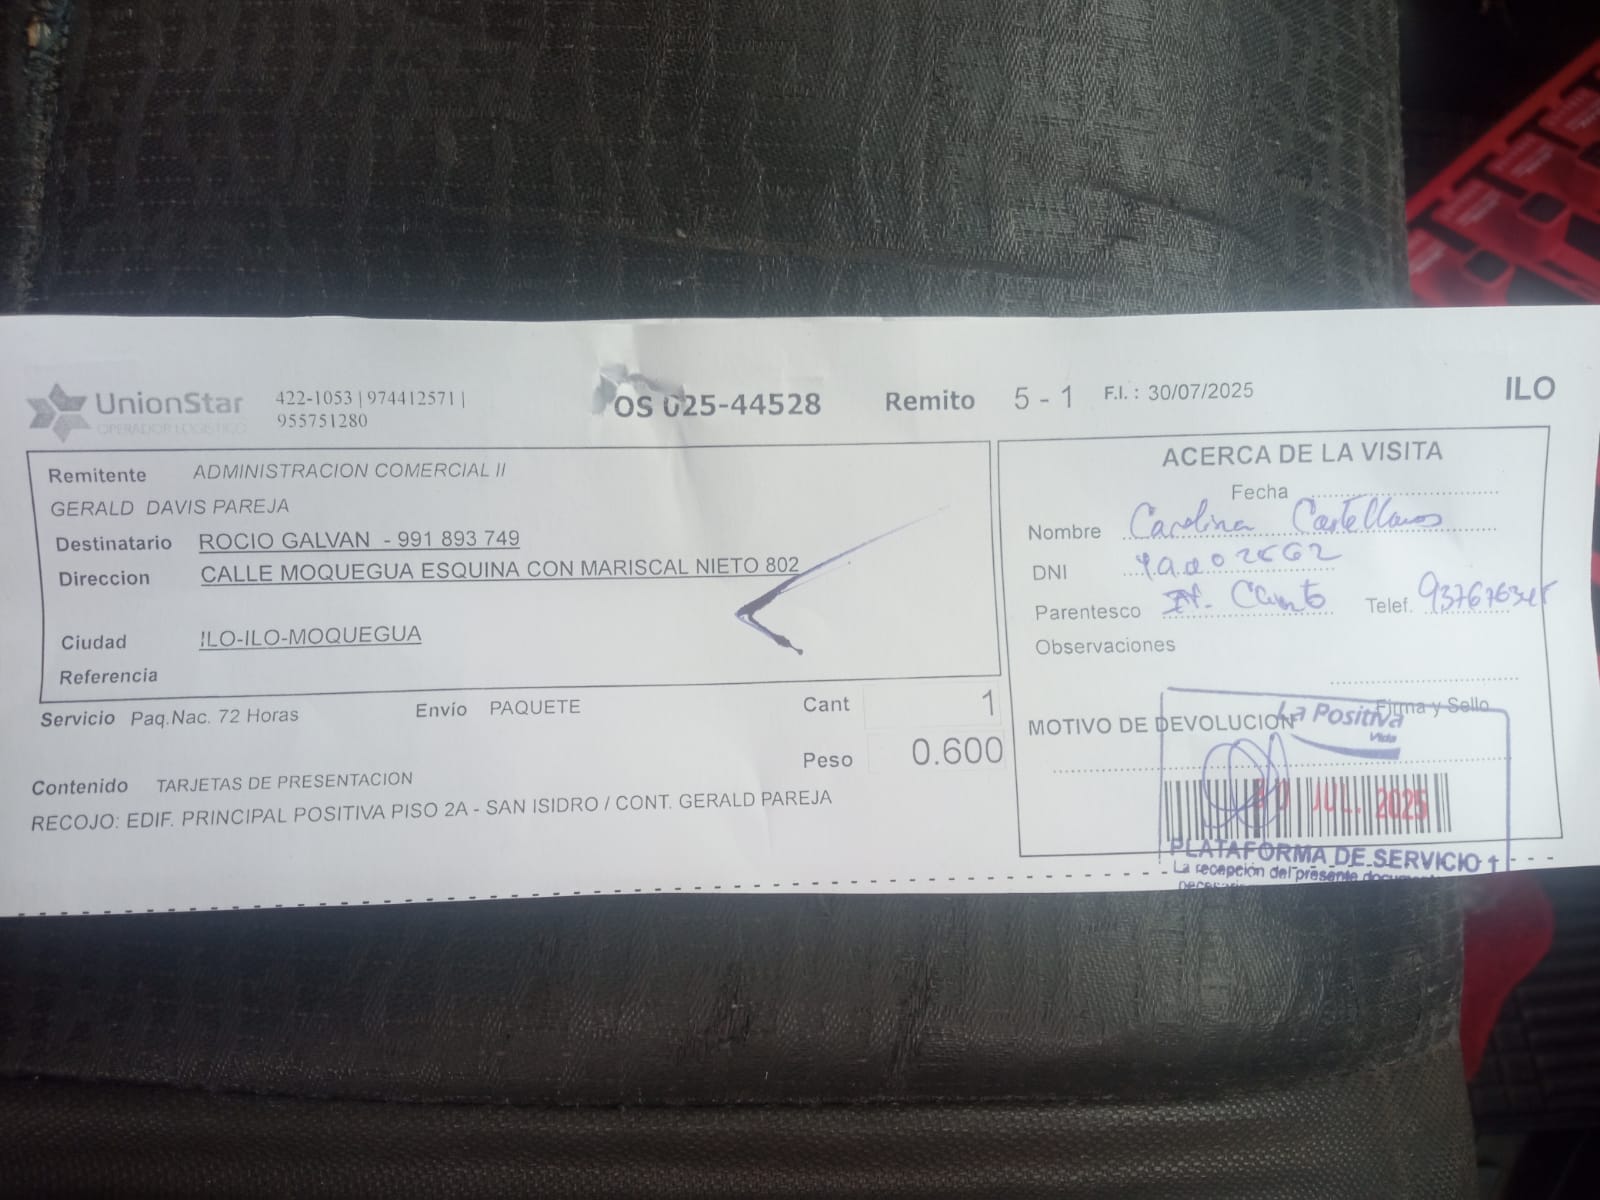 UnionStar
OPERADOR LOGISTICO
422-1053 | 974412571 |
955751280
OS 025-44528
Remito 5 - 1
F.I. : 30/07/2025
ILO
Remitente ADMINISTRACION COMERCIAL II
GERALD DAVIS PAREJA
Destinatario ROCIO GALVAN - 991 893 749
Direccion CALLE MOQUEGUA ESQUINA CON MARISCAL NIETO 802
Ciudad ILO-ILO-MOQUEGUA
Referencia
Servicio Paq.Nac. 72 Horas
Envío PAQUETE
Cant 1
Peso 0.600
Contenido TARJETAS DE PRESENTACION
RECOJO: EDIF. PRINCIPAL POSITIVA PISO 2A - SAN ISIDRO / CONT. GERALD PAREJA
ACERCA DE LA VISITA
Fecha
Nombre Carolina Castellanos
DNI
Parentesco
Telef.
Observaciones
Firma y Sello
MOTIVO DE DEVOLUCION
La Positiva
Vida
30 JUL. 2025
PLATAFORMA DE SERVICIO
La recepción del presente